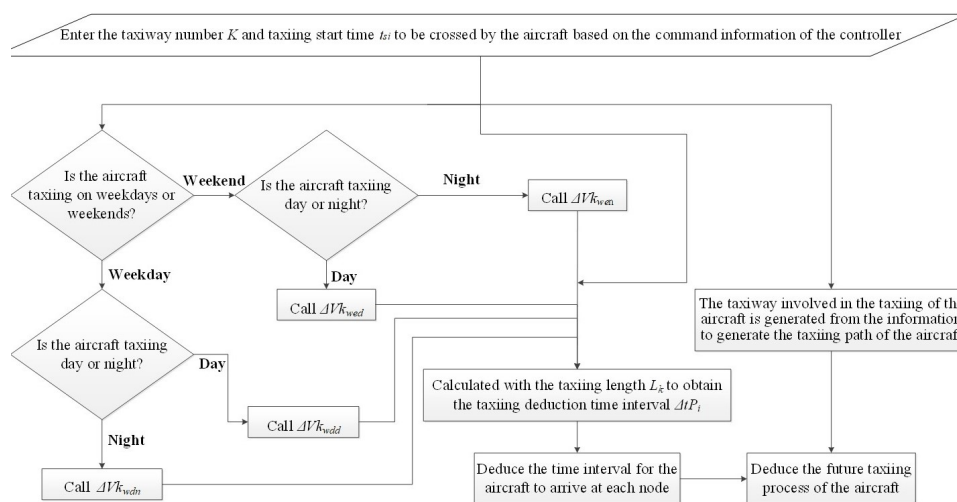 Enter the taxiway number K and taxiing start time tsi to be crossed by the aircraft based on the command information of the controller
Is the aircraft
taxiing on weekdays or
weekends?
Weekend
Is the aircraft taxiing
day or night?
Night
Call ΔVkwen
Weekday
Day
Call ΔVkwed
The taxiway involved in the taxiing of the
aircraft is generated from the information
to generate the taxiing path of the aircraft
Is the aircraft taxiing
day or night?
Day
Calculated with the taxiing length Lk to obtain
the taxiing deduction time interval ΔtPi
Call ΔVkwdd
Night
Call ΔVkwdn
Deduce the time interval for the
aircraft to arrive at each node
Deduce the future taxiing
process of the aircraft